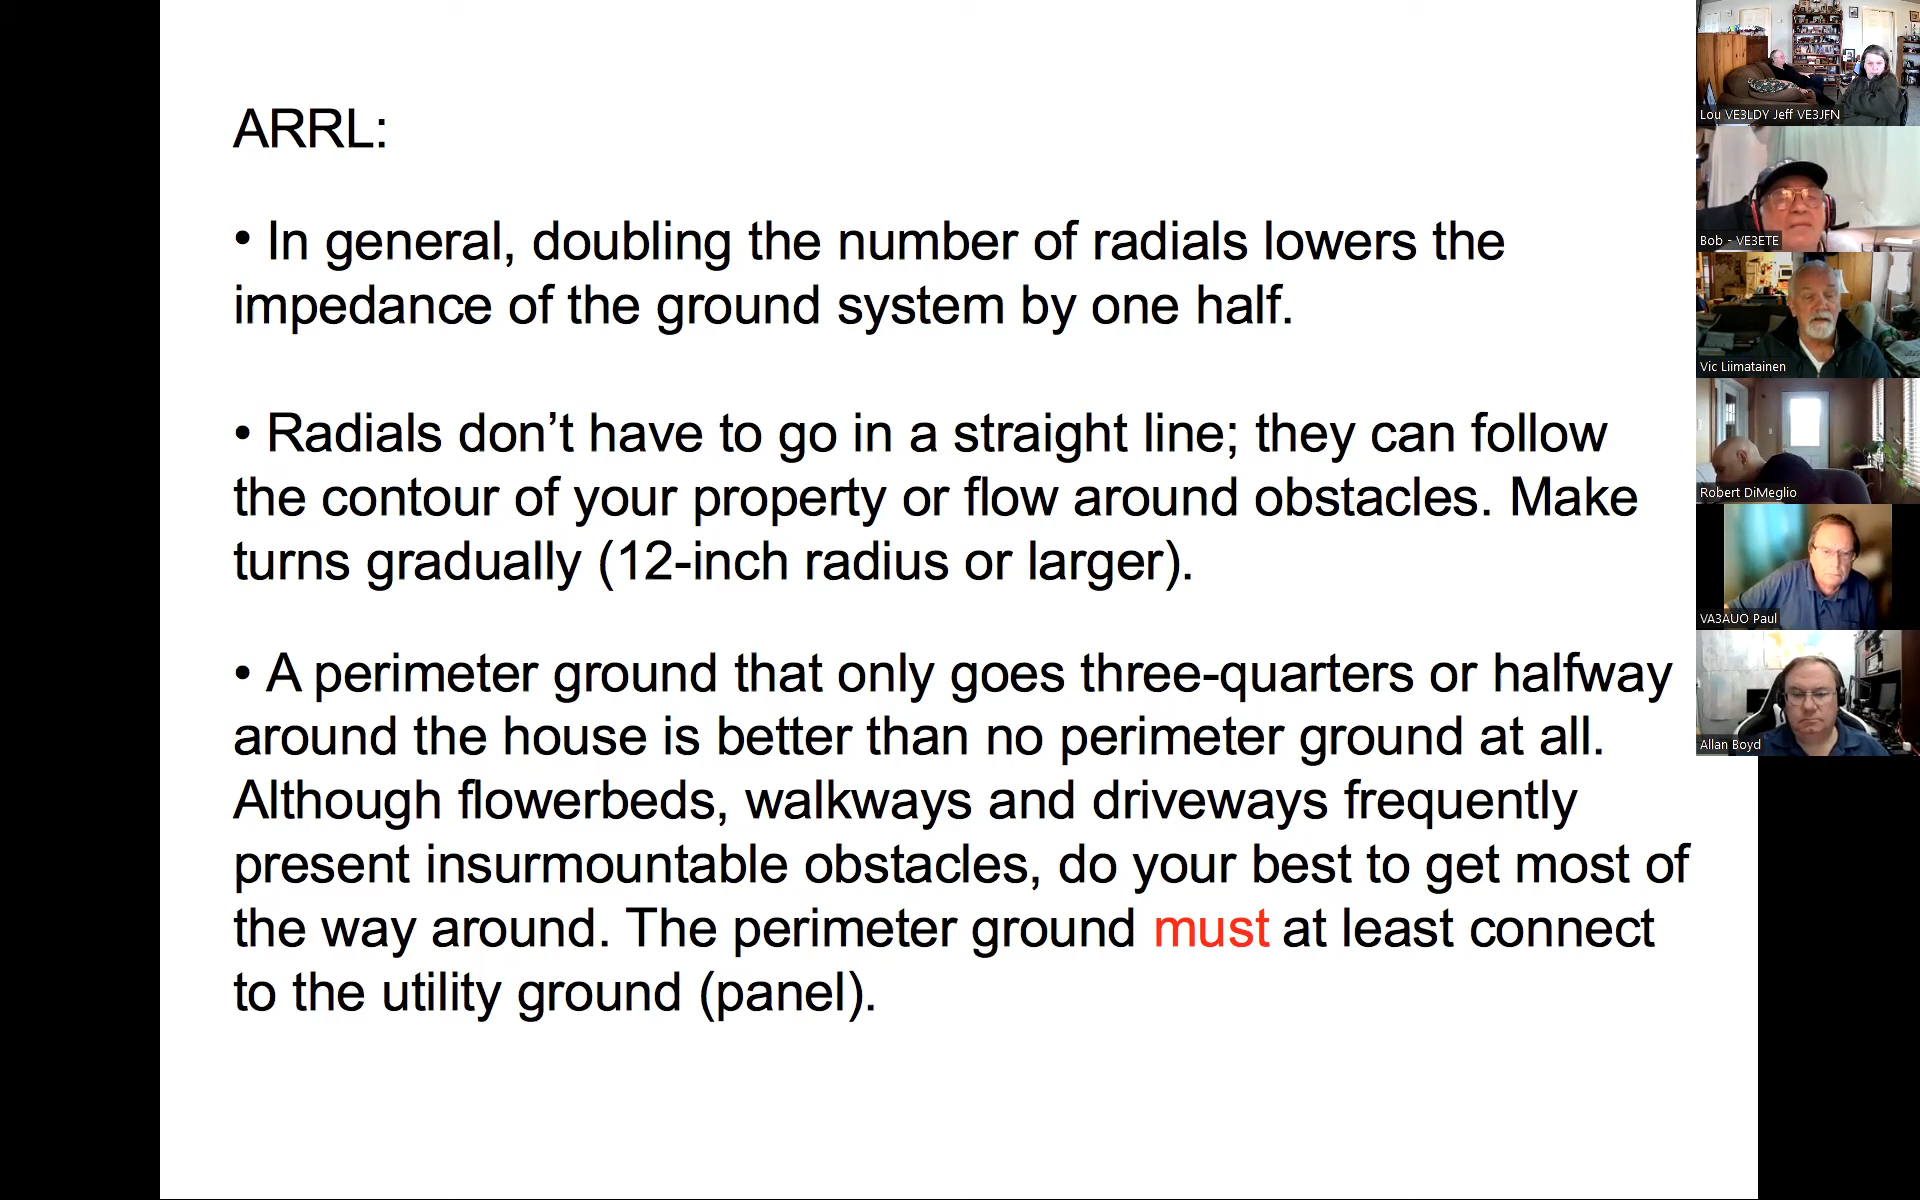 ARRL:
• In general, doubling the number of radials lowers the
impedance of the ground system by one half.
• Radials don’t have to go in a straight line; they can follow
the contour of your property or flow around obstacles. Make
turns gradually (12-inch radius or larger).
• A perimeter ground that only goes three-quarters or halfway
around the house is better than no perimeter ground at all.
Although flowerbeds, walkways and driveways frequently
present insurmountable obstacles, do your best to get most of
the way around. The perimeter ground must at least connect
to the utility ground (panel).
Lou VE3LDY Jeff VE3JFN
Bob - VE3ETE
Vic Liimatainen
Robert DiMeglio
VA3AUO Paul
Allan Boyd